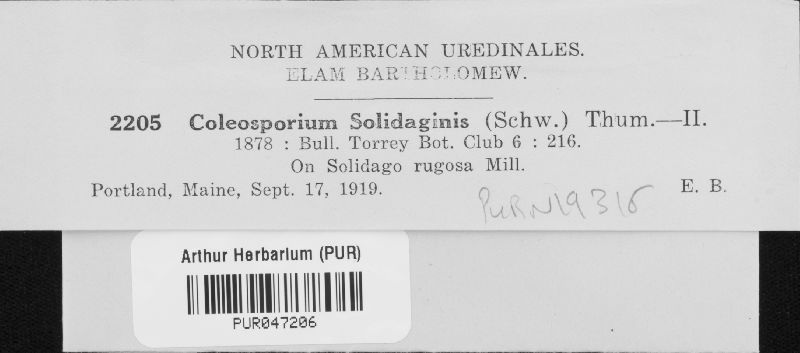 NORTH AMERICAN UREDINALES.
ELAM BARTHOLOMEW.
2205 Coleosporium Solidaginis (Schw.) Thum.—II.
1878 : Bull. Torrey Bot. Club 6 : 216.
On Solidago rugosa Mill.
Portland, Maine, Sept. 17, 1919. E. B.
PURN19316
Arthur Herbarium (PUR)
PUR047206